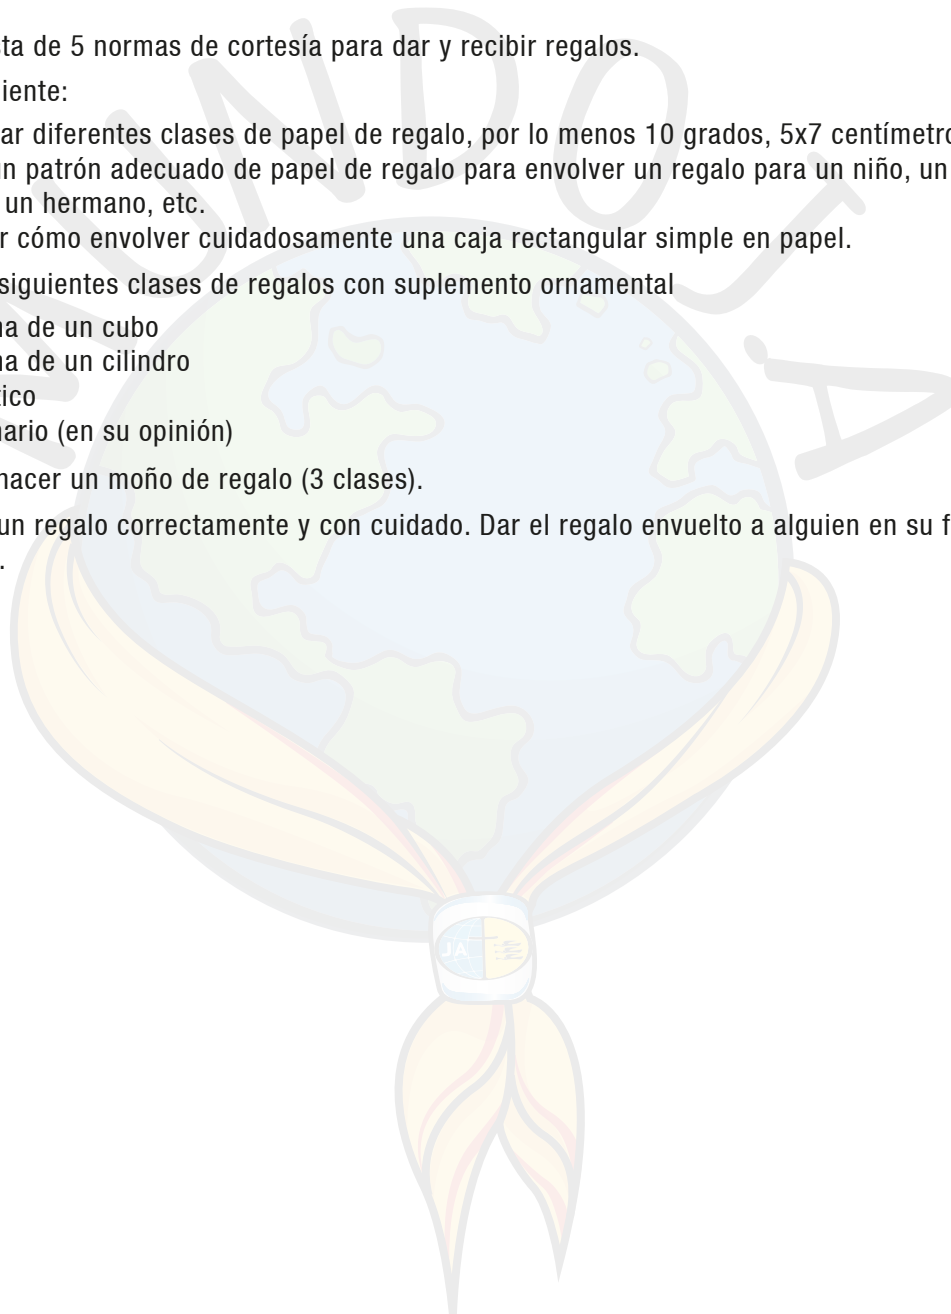 MUNDO JA
ta de 5 normas de cortesía para dar y recibir regalos.
iente:
ar diferentes clases de papel de regalo, por lo menos 10 grados, 5x7 centímetro
n patrón adecuado de papel de regalo para envolver un regalo para un niño, un
un hermano, etc.
r cómo envolver cuidadosamente una caja rectangular simple en papel.
siguientes clases de regalos con suplemento ornamental
a de un cubo
a de un cilindro
ico
ario (en su opinión)
hacer un moño de regalo (3 clases).
un regalo correctamente y con cuidado. Dar el regalo envuelto a alguien en su f
.
JA